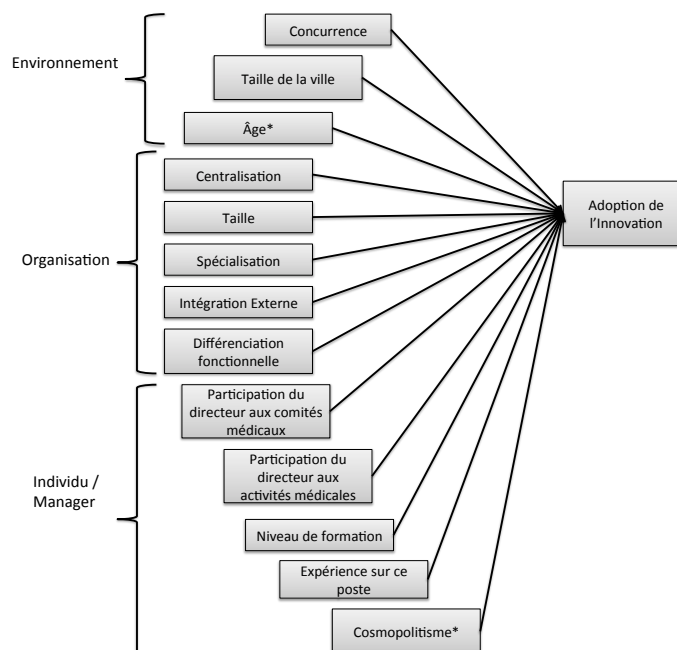 Environnement
Concurrence
Taille de la ville
Âge*
Organisation
Centralisation
Taille
Spécialisation
Intégration Externe
Différenciation
fonctionnelle
Individu /
Manager
Participation du
directeur aux comités
médicaux
Participation du
directeur aux
activités médicales
Niveau de formation
Expérience sur ce
poste
Cosmopolitisme*
Adoption de
l'Innovation